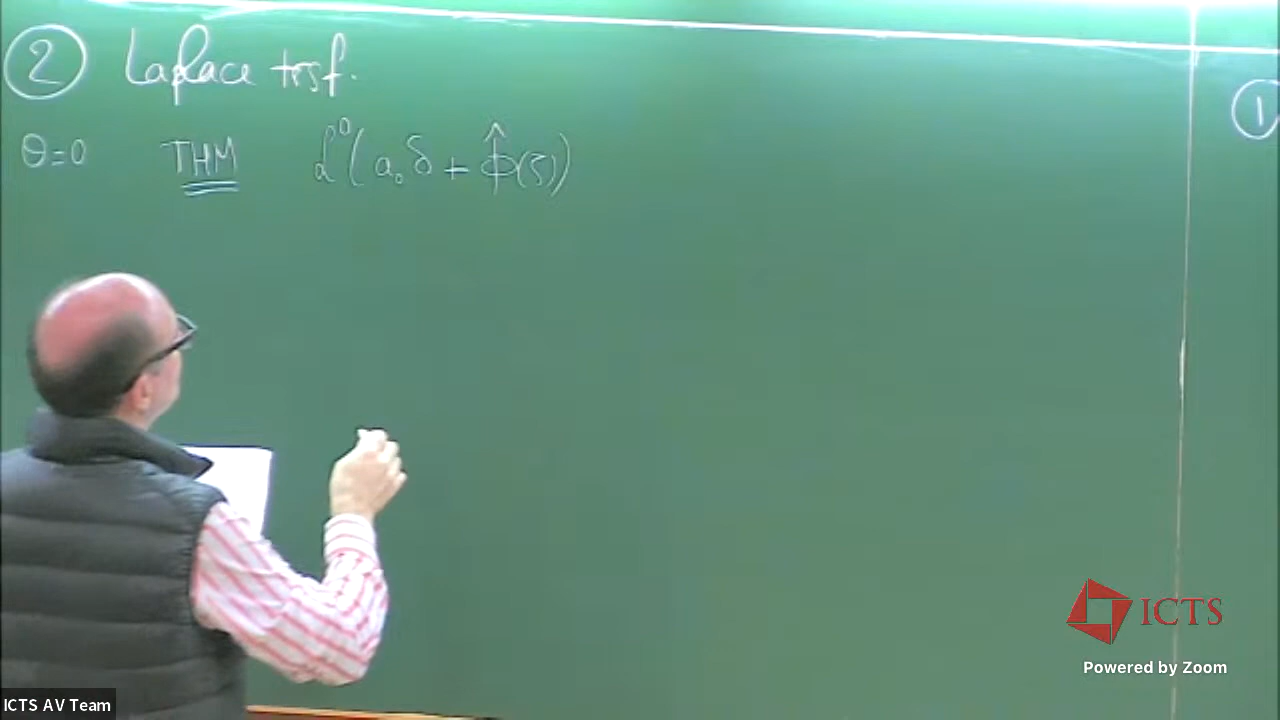 ② Laplace trsf.
①
θ=0 THM ℒ⁰(a₀δ + φ̂(ζ))
ICTS
Powered by Zoom
ICTS AV Team